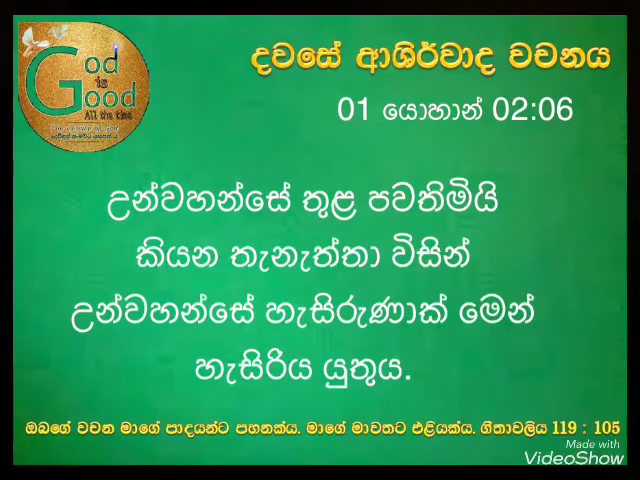 God
is
Good
All the time
දවසේ ආශිර්වාද වචනය
01 යොහාන් 02:06
උන්වහන්සේ තුළ පවතිමියි
කියන තැනැත්තා විසින්
උන්වහන්සේ හැසිරුණාක් මෙන්
හැසිරිය යුතුය.
ඔබගේ වචන මාගේ පාදයන්ට පහනක්ය. මාගේ මාවතට එළියක්ය. ගීතාවලිය 119 : 105
Made with
VideoShow